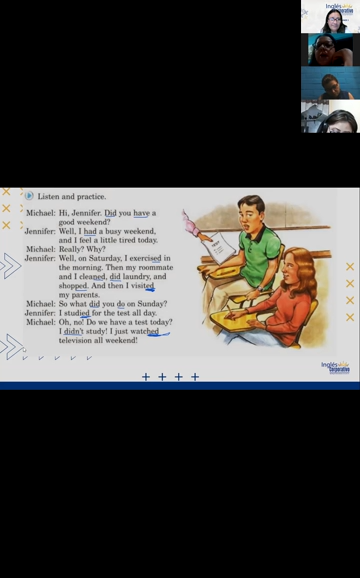 Inglés
Corporativo
Listen and practice.
Michael: Hi, Jennifer. Did you have a
good weekend?
Jennifer: Well, I had a busy weekend,
and I feel a little tired today.
Michael: Really? Why?
Jennifer: Well, on Saturday, I exercised in
the morning. Then my roommate
and I cleaned, did laundry, and
shopped. And then I visited
my parents.
Michael: So what did you do on Sunday?
Jennifer: I studied for the test all day.
Michael: Oh, no! Do we have a test today?
I didn't study! I just watched
television all weekend!
Inglés
Corporativo